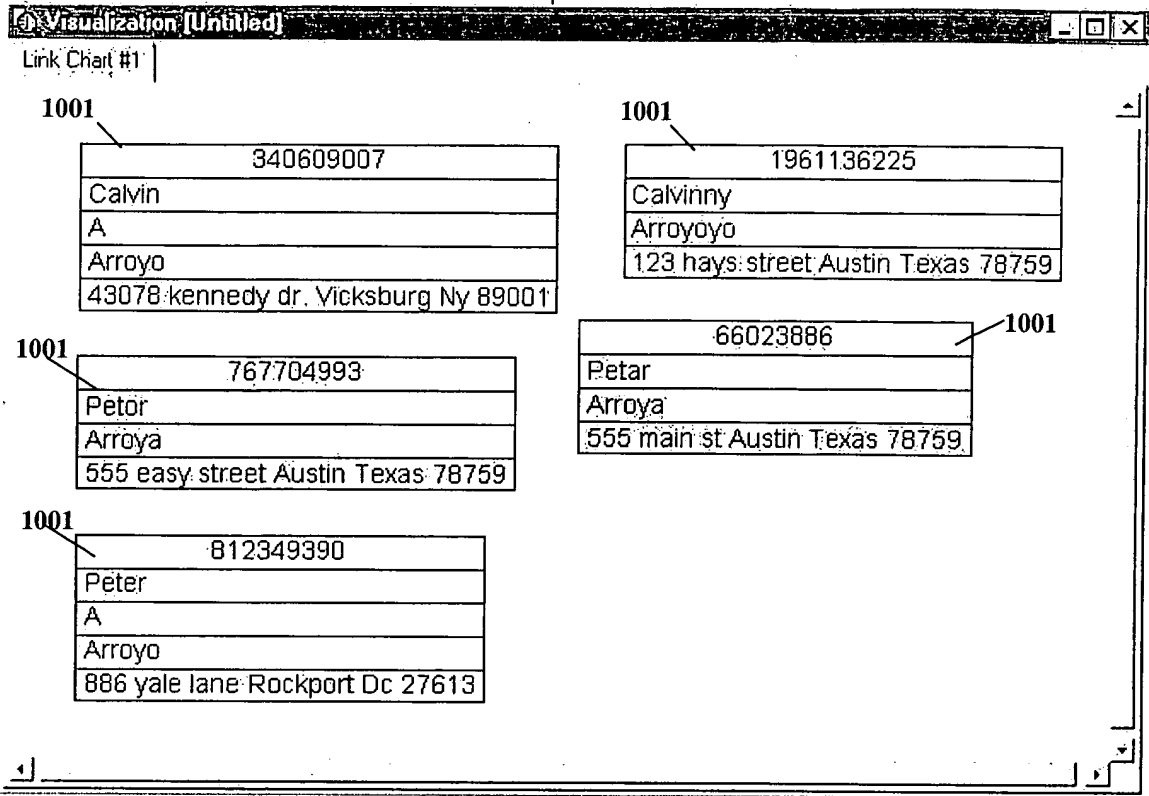 Visualization [Untitled]
Link Chart #1
1001
340609007
Calvin
A
Arroyo
43078 kennedy dr. Vicksburg Ny 89001
1001
1961136225
Calvinny
Arroyoyo
123 hays street Austin Texas 78759
1001
767704993
Petor
Arroya
555 easy street Austin Texas 78759
1001
66023886
Petar
Arroya
555 main st Austin Texas 78759
1001
812349390
Peter
A
Arroyo
886 yale lane Rockport Dc 27613